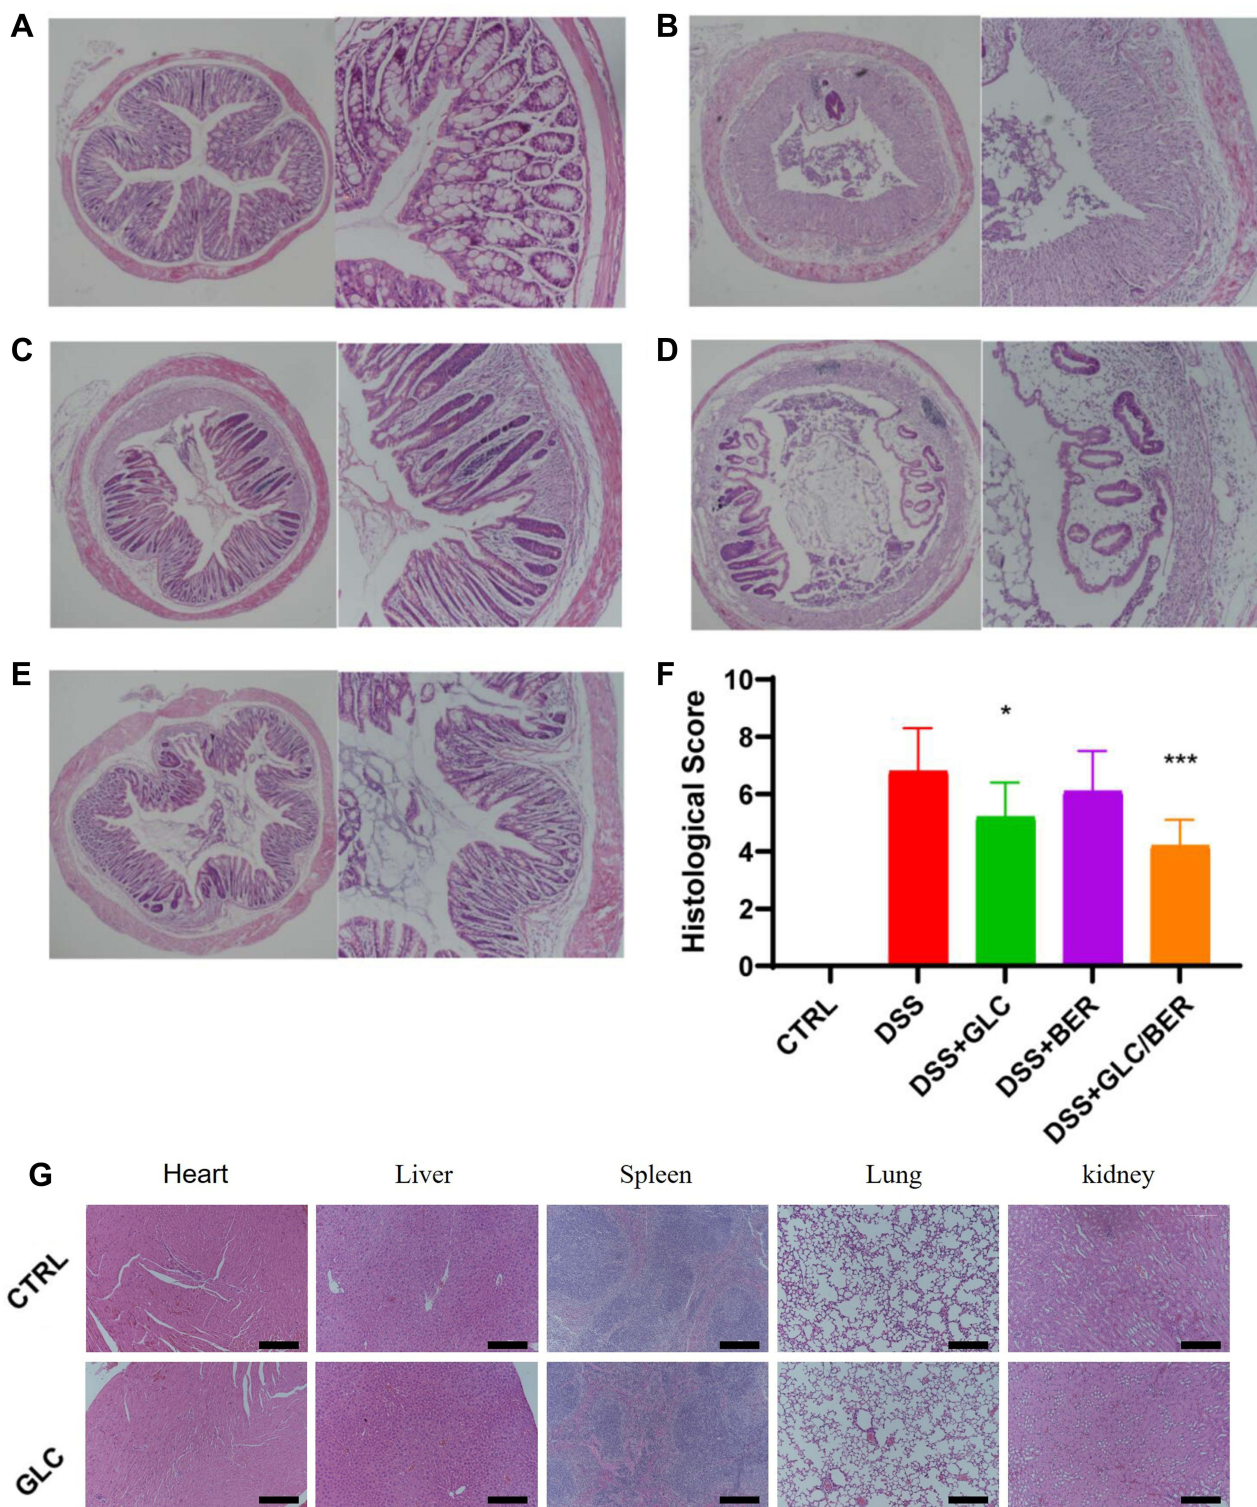 A
B
C
D
E
F
Histological Score
10
8
6
4
2
0
*
***
CTRL
DSS
DSS+GLC
DSS+BER
DSS+GLC/BER
G
Heart
Liver
Spleen
Lung
kidney
CTRL
GLC